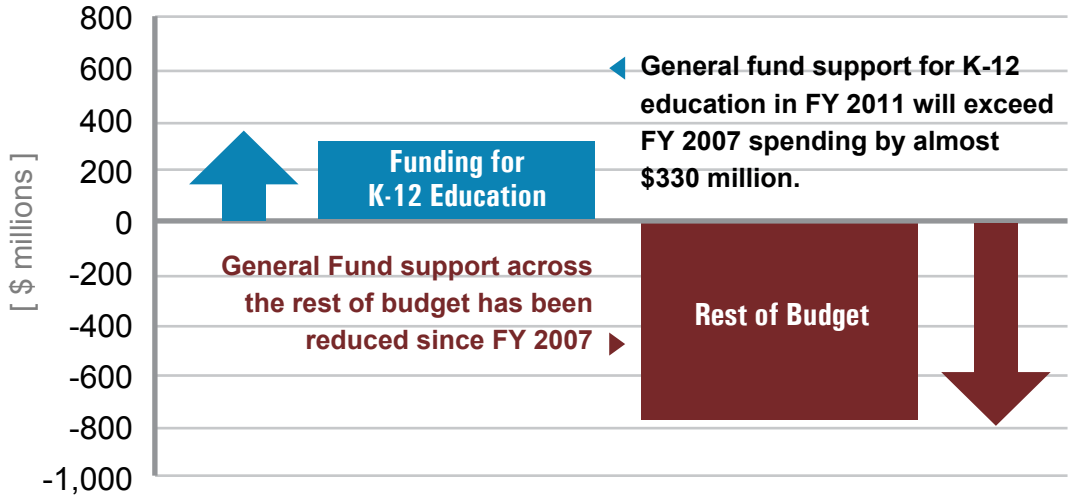 800
600
400
200
0
-200
-400
-600
-800
-1,000
[ $ millions ]
General fund support for K-12
education in FY 2011 will exceed
FY 2007 spending by almost
$330 million.
Funding for
K-12 Education
General Fund support across
the rest of budget has been
reduced since FY 2007
Rest of Budget